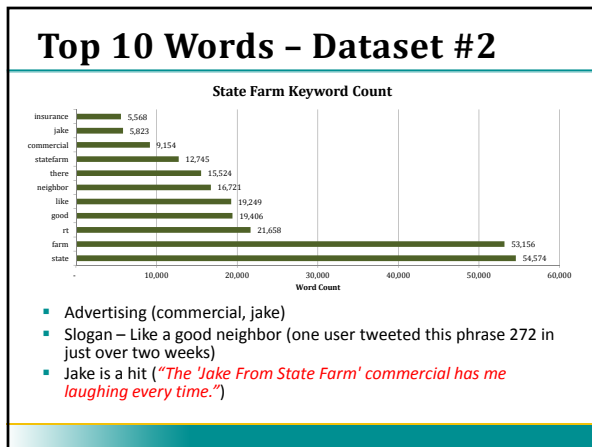 Top 10 Words – Dataset #2
State Farm Keyword Count
insurance 5,568
jake 5,823
commercial 9,154
statefarm 12,745
there 15,524
neighbor 16,721
like 19,249
good 19,406
rt 21,658
farm 53,156
state 54,574
- 10,000 20,000 30,000 40,000 50,000 60,000
Word Count
▪ Advertising (commercial, jake)
▪ Slogan – Like a good neighbor (one user tweeted this phrase 272 in
just over two weeks)
▪ Jake is a hit (“The 'Jake From State Farm' commercial has me
laughing every time.”)